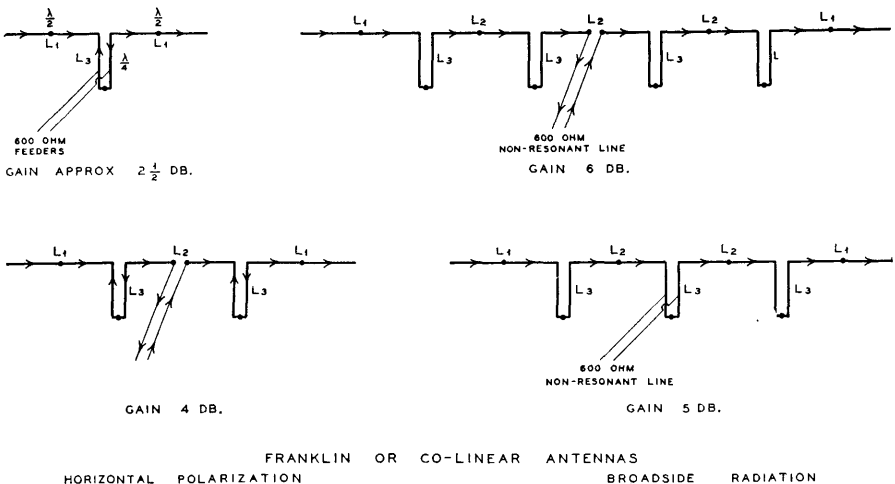 λ/2 λ/2
L1 L1
L3 λ/4
600 OHM
FEEDERS
GAIN APPROX 2 1/2 DB.
L1 L2 L2 L2 L1
L3 L3 L3 L
600 OHM
NON-RESONANT LINE
GAIN 6 DB.
L1 L2 L1
L3 L3
GAIN 4 DB.
L1 L2 L2 L1
L3 L3 L3
600 OHM
NON-RESONANT LINE
GAIN 5 DB.
FRANKLIN OR CO-LINEAR ANTENNAS
HORIZONTAL POLARIZATION BROADSIDE RADIATION